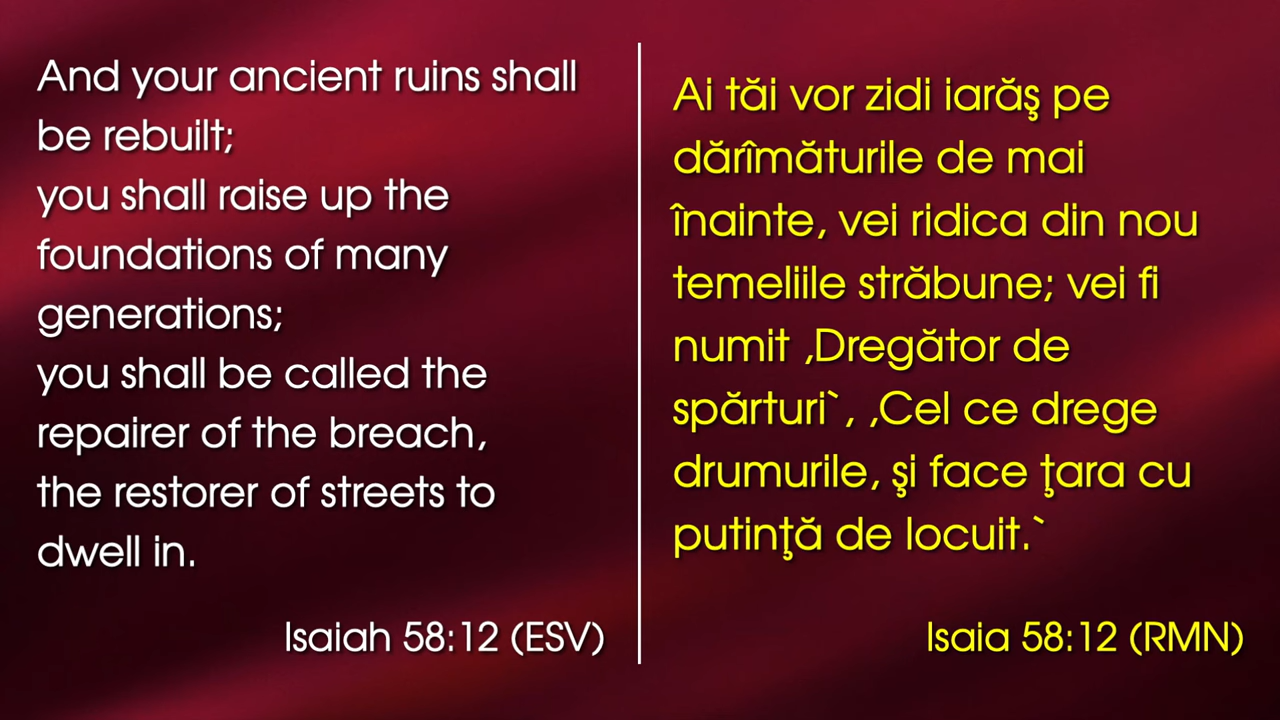 And your ancient ruins shall
be rebuilt;
you shall raise up the
foundations of many
generations;
you shall be called the
repairer of the breach,
the restorer of streets to
dwell in.
Isaiah 58:12 (ESV)
Ai tăi vor zidi iarăş pe
dărîmăturile de mai
înainte, vei ridica din nou
temeliile străbune; vei fi
numit ,Dregător de
spărturi`, ,Cel ce drege
drumurile, şi face ţara cu
putinţă de locuit.`
Isaia 58:12 (RMN)